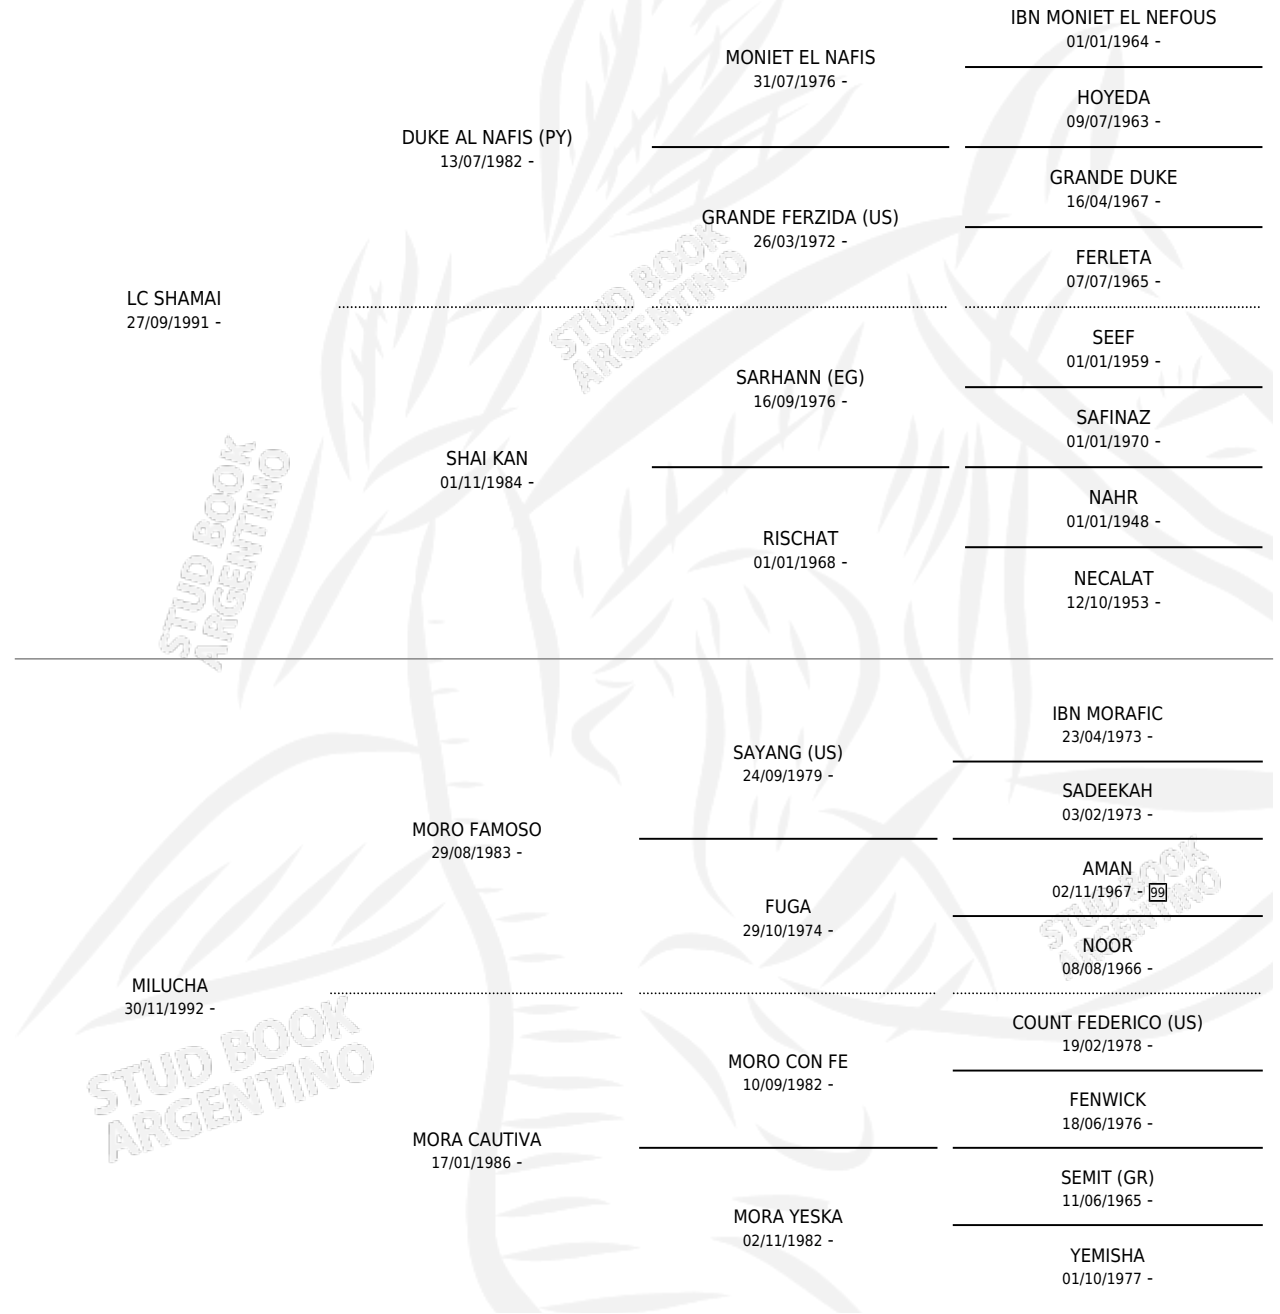 IBN MONIET EL NEFOUS
01/01/1964 -
MONIET EL NAFIS
31/07/1976 -
HOYEDA
09/07/1963 -
DUKE AL NAFIS (PY)
13/07/1982 -
GRANDE DUKE
16/04/1967 -
GRANDE FERZIDA (US)
26/03/1972 -
FERLETA
07/07/1965 -
LC SHAMAI
27/09/1991 -
STUD BOOK
ARGENTINO
SEEF
01/01/1959 -
SARHANN (EG)
16/09/1976 -
SAFINAZ
01/01/1970 -
SHAI KAN
01/11/1984 -
NAHR
01/01/1948 -
RISCHAT
01/01/1968 -
NECALAT
12/10/1953 -
STUD BOOK
ARGENTINO
IBN MORAFIC
23/04/1973 -
SAYANG (US)
24/09/1979 -
SADEEKAH
03/02/1973 -
MORO FAMOSO
29/08/1983 -
AMAN
02/11/1967 - 99
FUGA
29/10/1974 -
NOOR
08/08/1966 -
STUD BOOK
ARGENTINO
MILUCHA
30/11/1992 -
STUD BOOK
ARGENTINO
COUNT FEDERICO (US)
19/02/1978 -
MORO CON FE
10/09/1982 -
FENWICK
18/06/1976 -
MORA CAUTIVA
17/01/1986 -
SEMIT (GR)
11/06/1965 -
MORA YESKA
02/11/1982 -
YEMISHA
01/10/1977 -